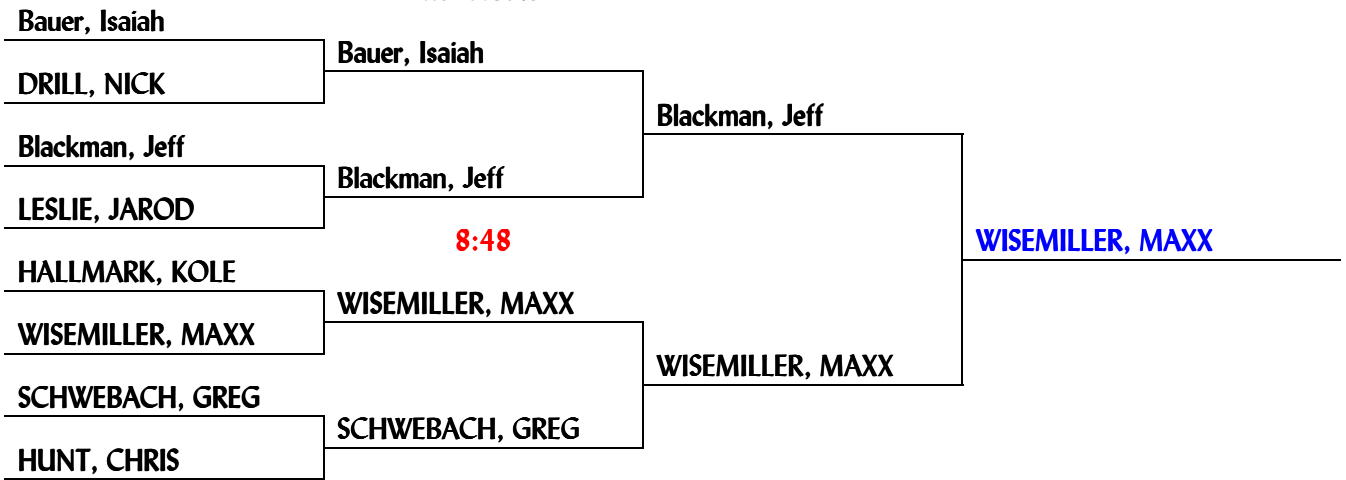 Bauer, Isaiah
DRILL, NICK
Blackman, Jeff
LESLIE, JAROD
HALLMARK, KOLE
WISEMILLER, MAXX
SCHWEBACH, GREG
HUNT, CHRIS
Bauer, Isaiah
Blackman, Jeff
8:48
WISEMILLER, MAXX
SCHWEBACH, GREG
Blackman, Jeff
WISEMILLER, MAXX
WISEMILLER, MAXX